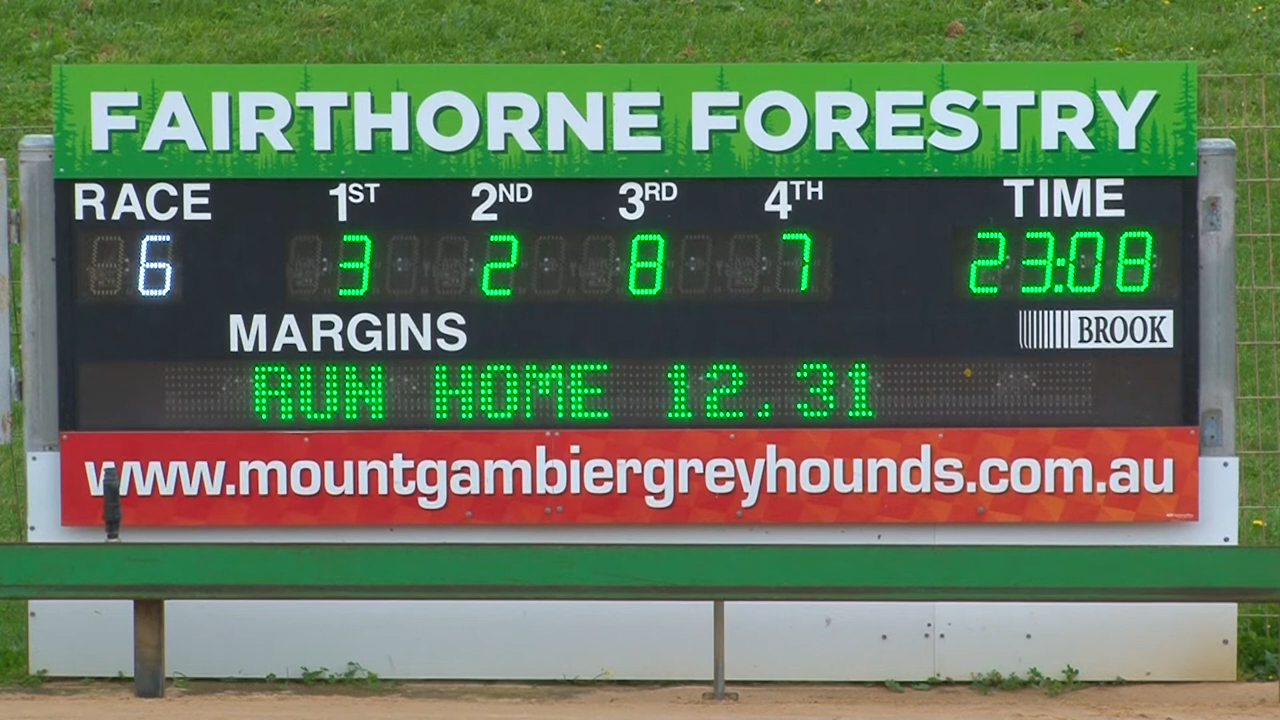 FAIRTHORNE FORESTRY
RACE 1ST 2ND 3RD 4TH TIME
6 3 2 8 7 23:08
MARGINS
BROOK
RUN HOME 12.31
www.mountgambiergreyhounds.com.au